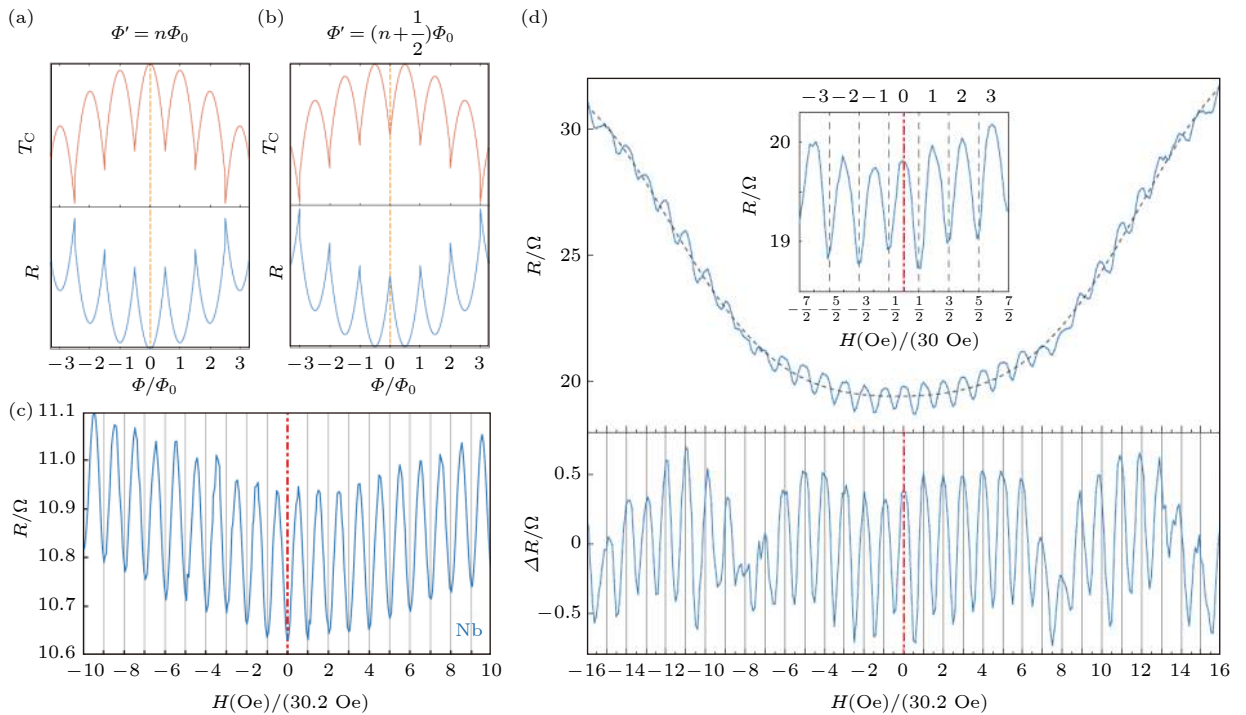 (a)
Φ′ = nΦ₀
T_C
R
−3 −2 −1 0 1 2 3
Φ/Φ₀
(b)
Φ′ = (n+1/2)Φ₀
T_C
R
−3 −2 −1 0 1 2 3
Φ/Φ₀
(c)
R/Ω
11.1
11.0
10.9
10.8
10.7
10.6
Nb
−10 −8 −6 −4 −2 0 2 4 6 8 10
H(Oe)/(30.2 Oe)
(d)
R/Ω
30
25
20
−3 −2 −1 0 1 2 3
R/Ω
20
19
−7/2 −5/2 −3/2 −1/2 1/2 3/2 5/2 7/2
H(Oe)/(30 Oe)
ΔR/Ω
0.5
0
−0.5
−16 −14 −12 −10 −8 −6 −4 −2 0 2 4 6 8 10 12 14 16
H(Oe)/(30.2 Oe)